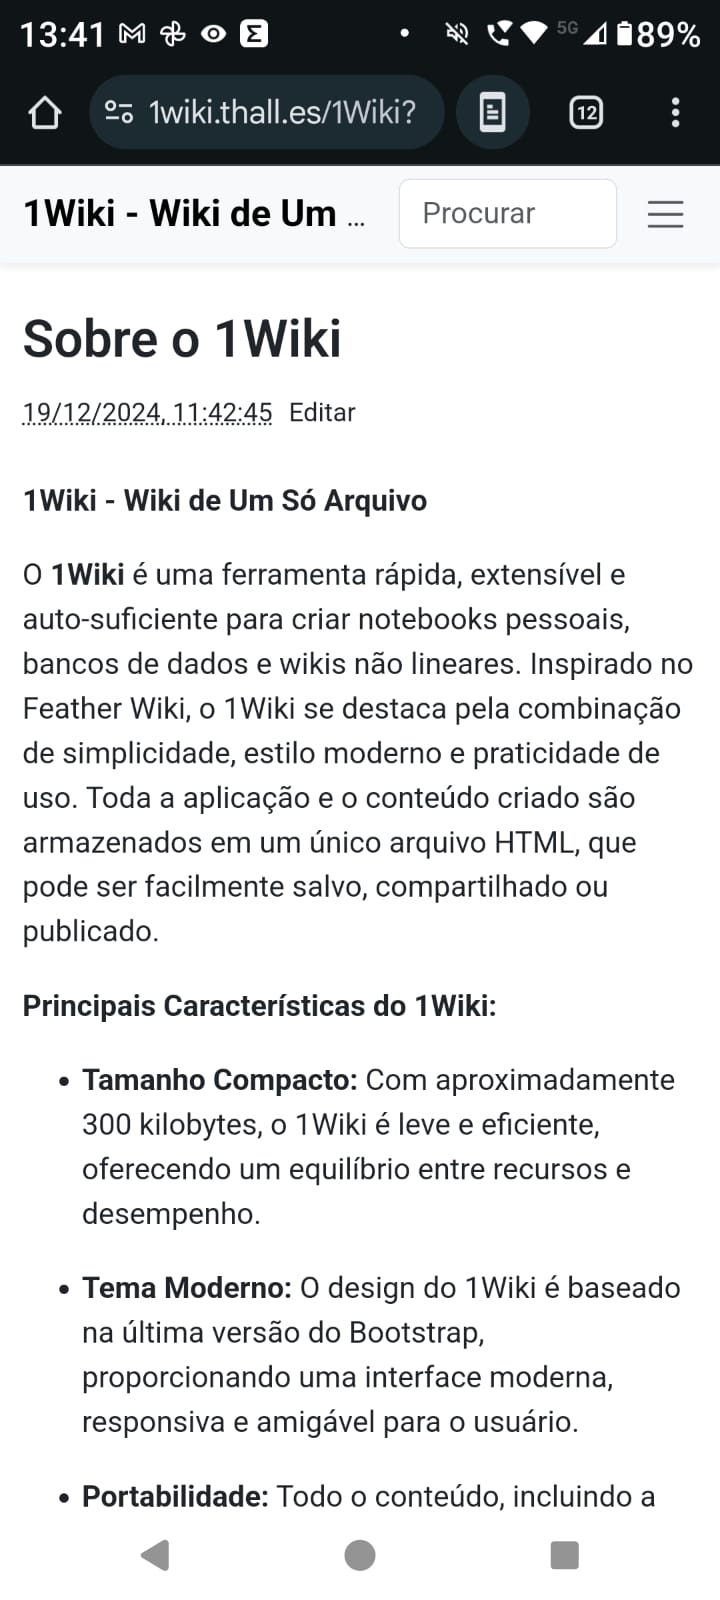 13:41
5G
89%
1wiki.thall.es/1Wiki?
12
1Wiki - Wiki de Um ...
Procurar
Sobre o 1Wiki
19/12/2024, 11:42:45 Editar
1Wiki - Wiki de Um Só Arquivo
O 1Wiki é uma ferramenta rápida, extensível e
auto-suficiente para criar notebooks pessoais,
bancos de dados e wikis não lineares. Inspirado no
Feather Wiki, o 1Wiki se destaca pela combinação
de simplicidade, estilo moderno e praticidade de
uso. Toda a aplicação e o conteúdo criado são
armazenados em um único arquivo HTML, que
pode ser facilmente salvo, compartilhado ou
publicado.
Principais Características do 1Wiki:
• Tamanho Compacto: Com aproximadamente
300 kilobytes, o 1Wiki é leve e eficiente,
oferecendo um equilíbrio entre recursos e
desempenho.
• Tema Moderno: O design do 1Wiki é baseado
na última versão do Bootstrap,
proporcionando uma interface moderna,
responsiva e amigável para o usuário.
• Portabilidade: Todo o conteúdo, incluindo a